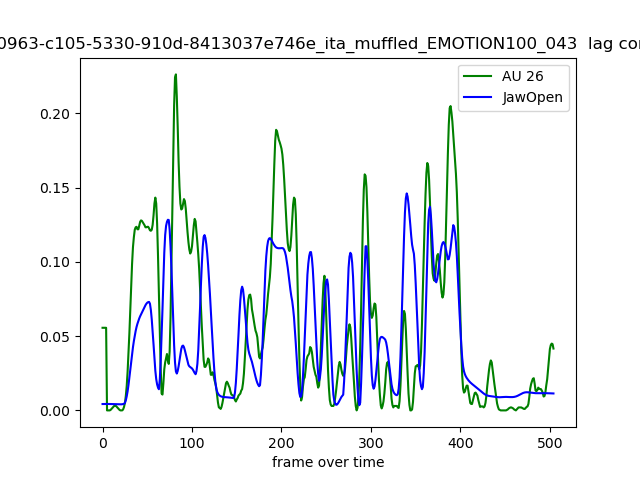 0963-c105-5330-910d-8413037e746e_ita_muffled_EMOTION100_043 lag
AU 26
JawOpen
0.20
0.15
0.10
0.05
0.00
0 100 200 300 400 500
frame over time